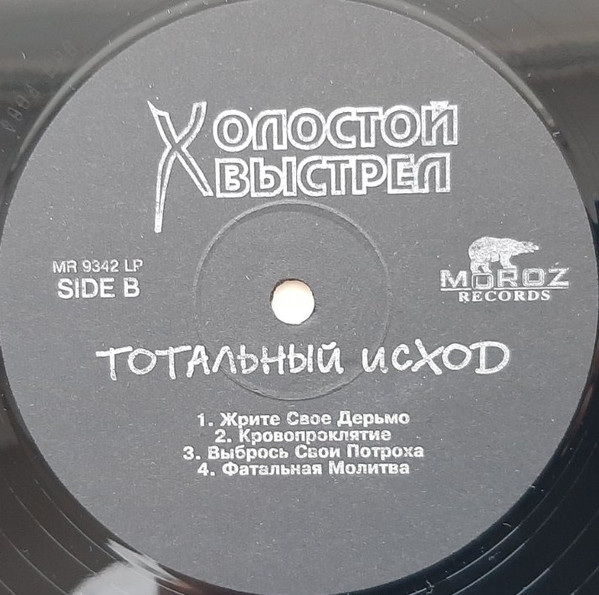 Холостой
Выстрел
MR 9342 LP
SIDE B
MOROZ
RECORDS
ТОТАЛЬНЫЙ ИСХОД
1. Жрите Свое Дерьмо
2. Кровопроклятие
3. Выбрось Свои Потроха
4. Фатальная Молитва